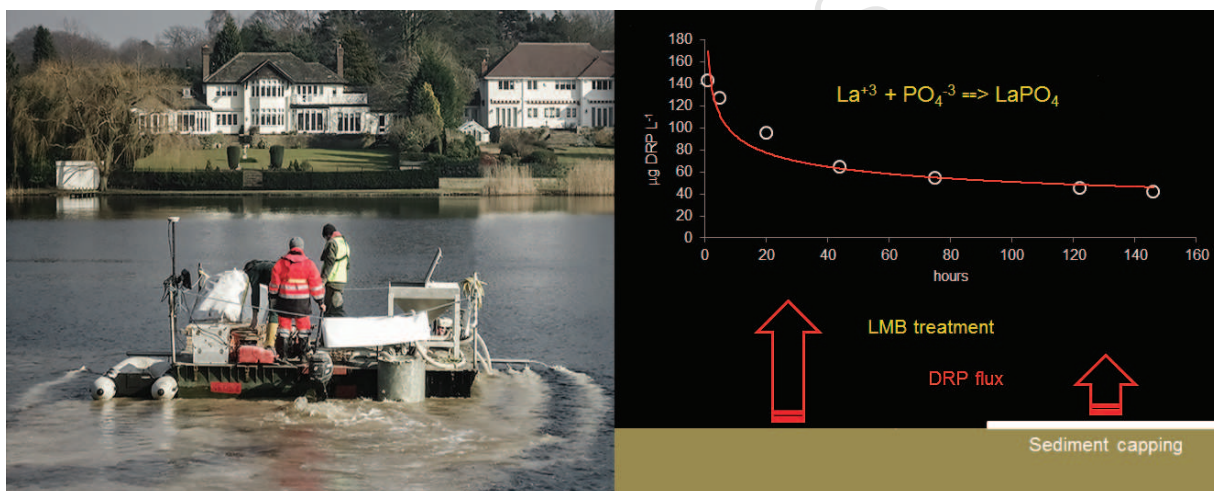 180
160
140
120
100
80
60
40
20
0
µg DRP L⁻¹
La⁺³ + PO₄⁻³ ==> LaPO₄
0 20 40 60 80 100 120 140 160
hours
LMB treatment
DRP flux
Sediment capping